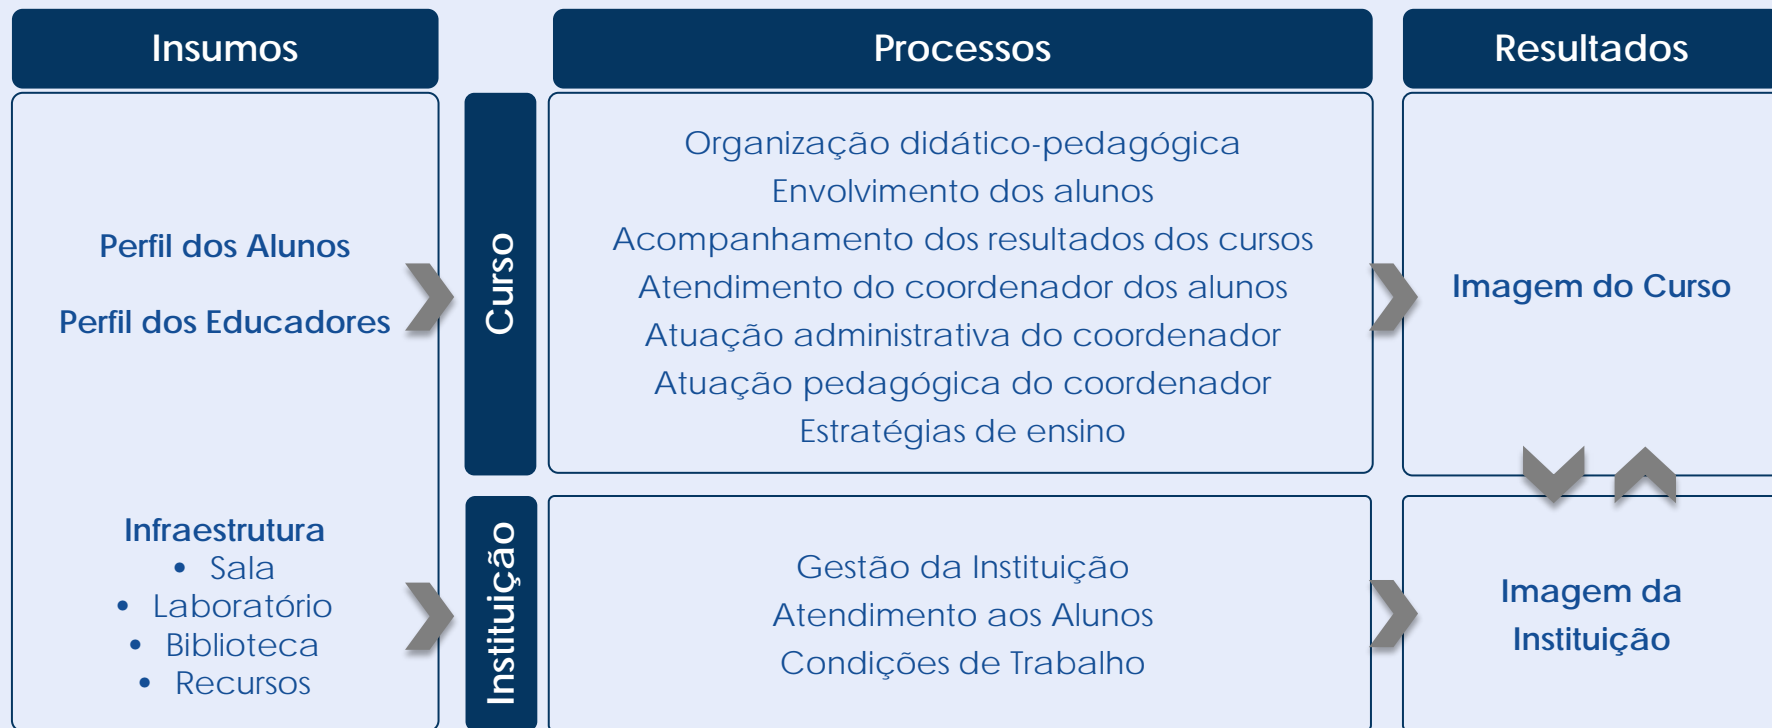 Insumos
Processos
Resultados
Perfil dos Alunos
Perfil dos Educadores
Infraestrutura
• Sala
• Laboratório
• Biblioteca
• Recursos
Curso
Organização didático-pedagógica
Envolvimento dos alunos
Acompanhamento dos resultados dos cursos
Atendimento do coordenador dos alunos
Atuação administrativa do coordenador
Atuação pedagógica do coordenador
Estratégias de ensino
Imagem do Curso
Instituição
Gestão da Instituição
Atendimento aos Alunos
Condições de Trabalho
Imagem da
Instituição